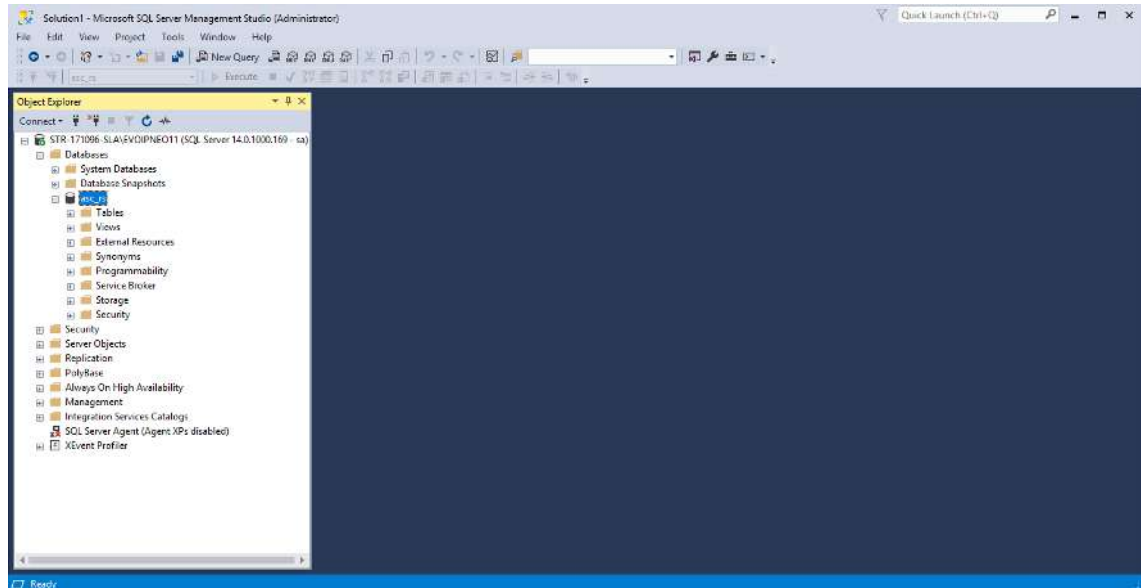 Solution1 - Microsoft SQL Server Management Studio (Administrator)
Quick Launch (Ctrl+Q)
File Edit View Project Tools Window Help
New Query
Execute
Object Explorer
Connect
STR-171096-SLA\EVOIPNEO11 (SQL Server 14.0.1000.169 - sa)
Databases
System Databases
Database Snapshots
asc_rs
Tables
Views
External Resources
Synonyms
Programmability
Service Broker
Storage
Security
Security
Server Objects
Replication
PolyBase
Always On High Availability
Management
Integration Services Catalogs
SQL Server Agent (Agent XPs disabled)
XEvent Profiler
Ready